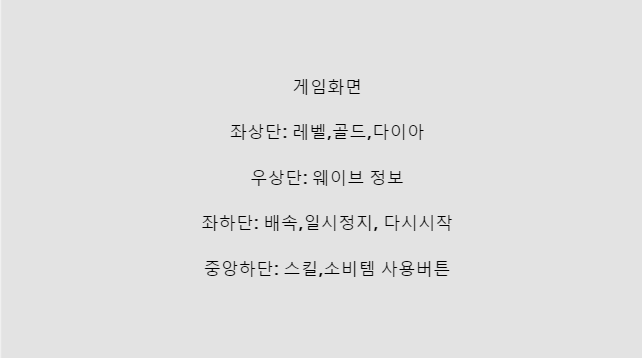 게임화면
좌상단: 레벨,골드,다이아
우상단: 웨이브 정보
좌하단: 배속,일시정지, 다시시작
중앙하단: 스킬,소비템 사용버튼